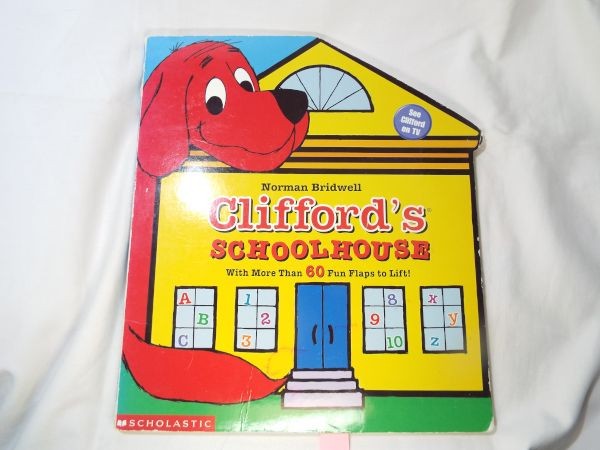 See
Clifford
on TV
Norman Bridwell
Clifford's®
SCHOOLHOUSE
With More Than 60 Fun Flaps to Lift!
A 1 8 x
B 2 9 y
C 3 10 z
SCHOLASTIC